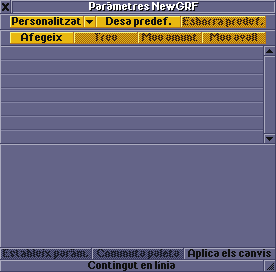 Paràmetres NewGRF
Personalitzat Desa predef. Esborra predef.
Afegeix Treu Mou amunt Mou avall
Estableix paràm. Commuta paleta Aplica els canvis
Contingut en línia